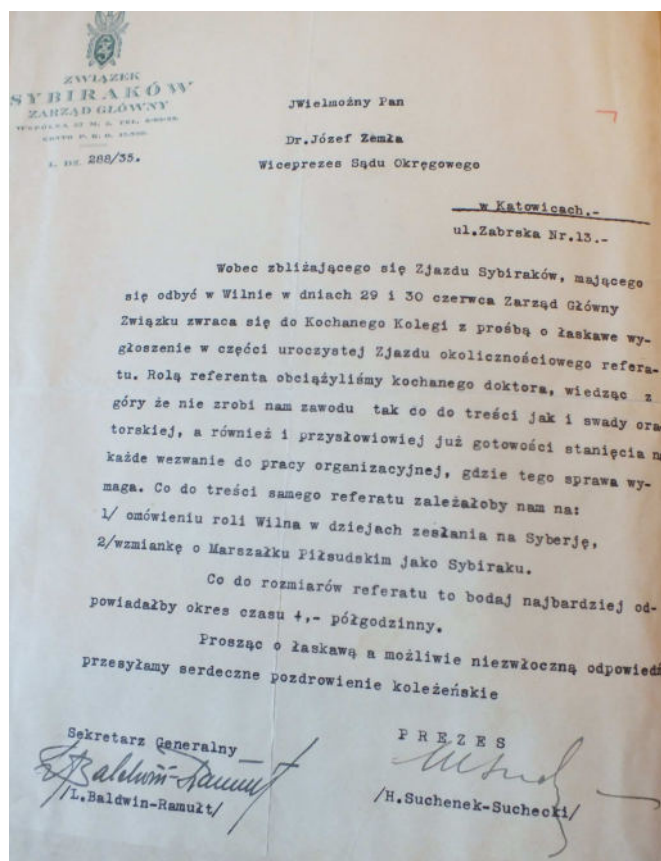 ZWIĄZEK
SYBIRAKÓW
ZARZĄD GŁÓWNY
L. DZ. 288/35.
JWielmożny Pan
Dr.Józef Zemła
Wiceprezes Sądu Okręgowego
w Katowicach.-
ul.Zabrska Nr.13.-
Wobec zbliżającego się Zjazdu Sybiraków, mającego
się odbyć w Wilnie w dniach 29 i 30 czerwca Zarząd Główny
Związku zwraca się do Kochanego Kolegi z prośbą o łaskawe wy-
głoszenie w części uroczystej Zjazdu okolicznościowego refera-
tu. Rolą referenta obciążyliśmy kochanego doktora, wiedząc z
góry że nie zrobi nam zawodu tak co do treści jak i swady ora
torskiej, a również i przysłowiowiej już gotowości stanięcia n
każde wezwanie do pracy organizacyjnej, gdzie tego sprawa wy-
maga. Co do treści samego referatu zależałoby nam na:
1/ omówieniu roli Wilna w dziejach zesłania na Syberję,
2/wzmiankę o Marszałku Piłsudskim jako Sybiraku.
Co do rozmiarów referatu to bodaj najbardziej od-
powiadałby okres czasu +,- półgodzinny.
Prosząc o łaskawą a możliwie niezwłoczną odpowiedź
przesyłamy serdeczne pozdrowienie koleżeńskie
Sekretarz Generalny
PREZES
LBaldwin-Ramułt
/L.Baldwin-Ramułt/
/H.Suchenek-Suchecki/